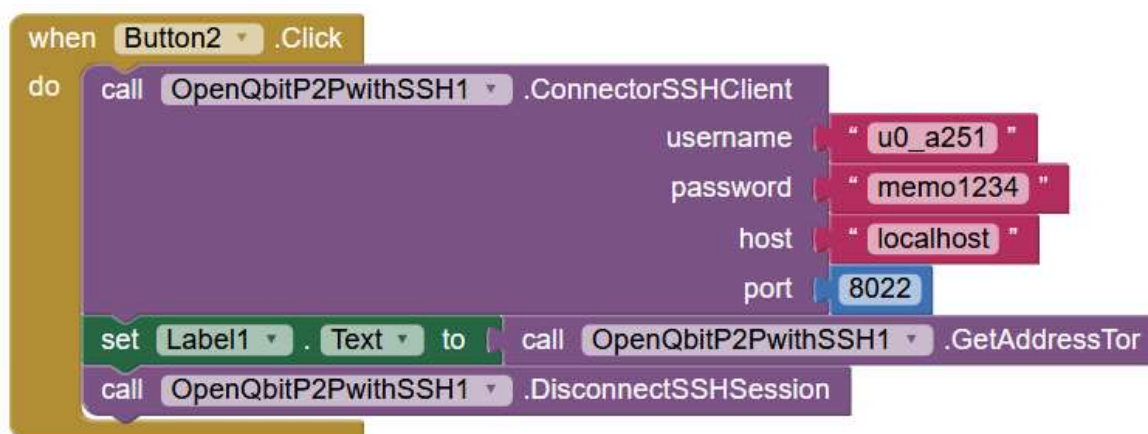 when Button2 .Click
do call OpenQbitP2PwithSSH1 .ConnectorSSHClient
username " u0_a251 "
password " memo1234 "
host " localhost "
port 8022
set Label1 . Text to call OpenQbitP2PwithSSH1 .GetAddressTor
call OpenQbitP2PwithSSH1 .DisconnectSSHSession